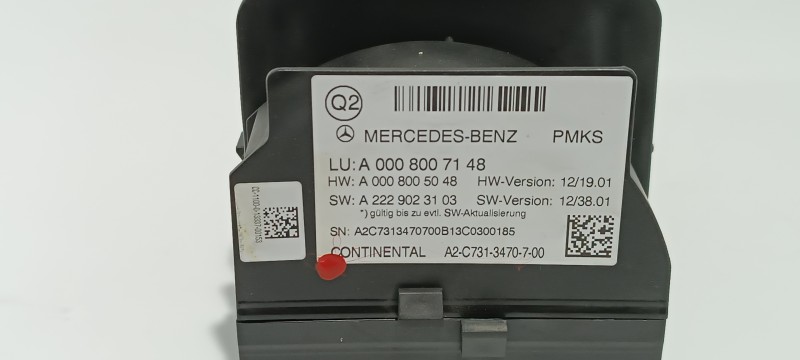 Q2
MERCEDES-BENZ PMKS
LU: A 000 800 71 48
HW: A 000 800 50 48 HW-Version: 12/19.01
SW: A 222 902 31 03 SW-Version: 12/38.01
*) gültig bis zu evtl. SW-Aktualisierung
SN: A2C7313470700B13C0300185
CONTINENTAL A2-C731-3470-7-00